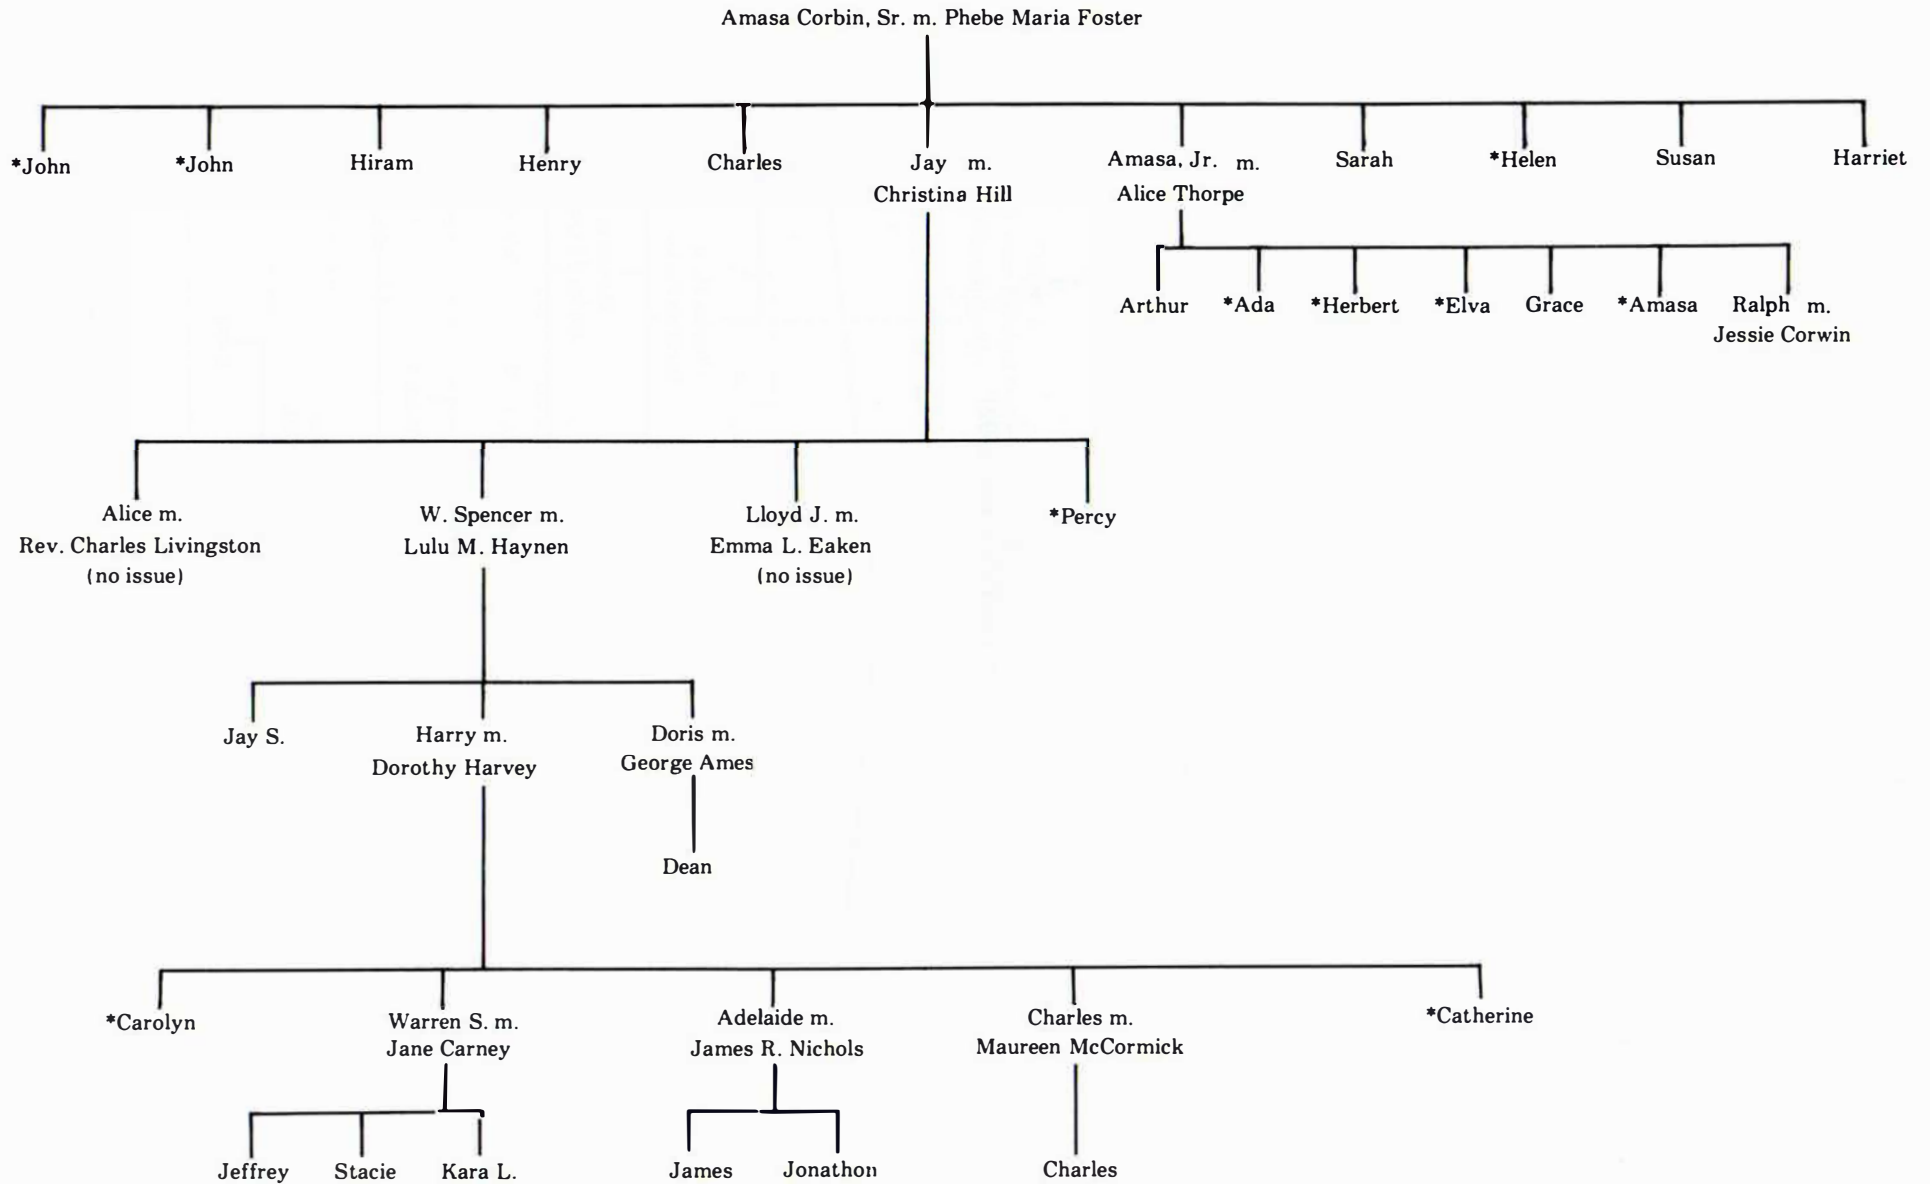 Amasa Corbin, Sr. m. Phebe Maria Foster
*John *John Hiram Henry Charles Jay m. Amasa, Jr. m. Sarah *Helen Susan Harriet
Christina Hill Alice Thorpe
Arthur *Ada *Herbert *Elva Grace *Amasa Ralph m.
Jessie Corwin
Alice m. W. Spencer m. Lloyd J. m. *Percy
Rev. Charles Livingston Lulu M. Haynen Emma L. Eaken
(no issue) (no issue)
Jay S. Harry m. Doris m.
Dorothy Harvey George Ames
Dean
*Carolyn Warren S. m. Adelaide m. Charles m. *Catherine
Jane Carney James R. Nichols Maureen McCormick
Jeffrey Stacie Kara L. James Jonathon Charles